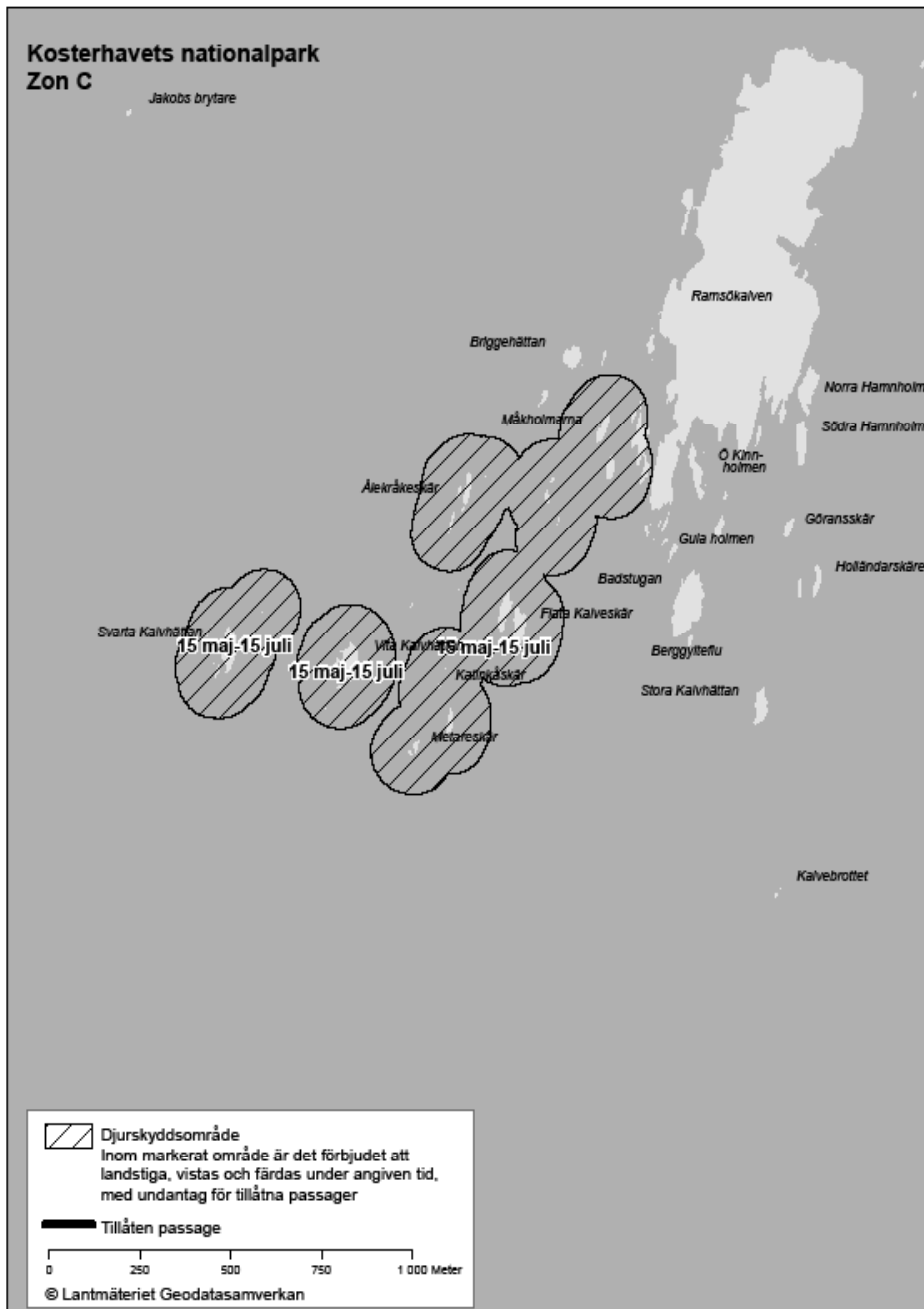 Kosterhavets nationalpark
Zon C
Jakobs brytare
Ramsökalven
Briggehättan
Norra Hamnholm
Måkholmarna
Södra Hamnholm
Ö Kinn-
holmen
Ålekråkeskär
Göransskär
Gula holmen
Holländarskäre
Badstugan
Flata Kalveskär
Svarta Kalvhättan
15 maj-15 juli
Vita Kalvhättan
15 maj-15 juli
Berggylteflu
15 maj-15 juli
Katinkåskär
Stora Kalvhättan
Metareskär
Kalvebrottet
Djurskyddsområde
Inom markerat område är det förbjudet att
landstiga, vistas och färdas under angiven tid,
med undantag för tillåtna passager
Tillåten passage
0 250 500 750 1 000 Meter
© Lantmäteriet Geodatasamverkan